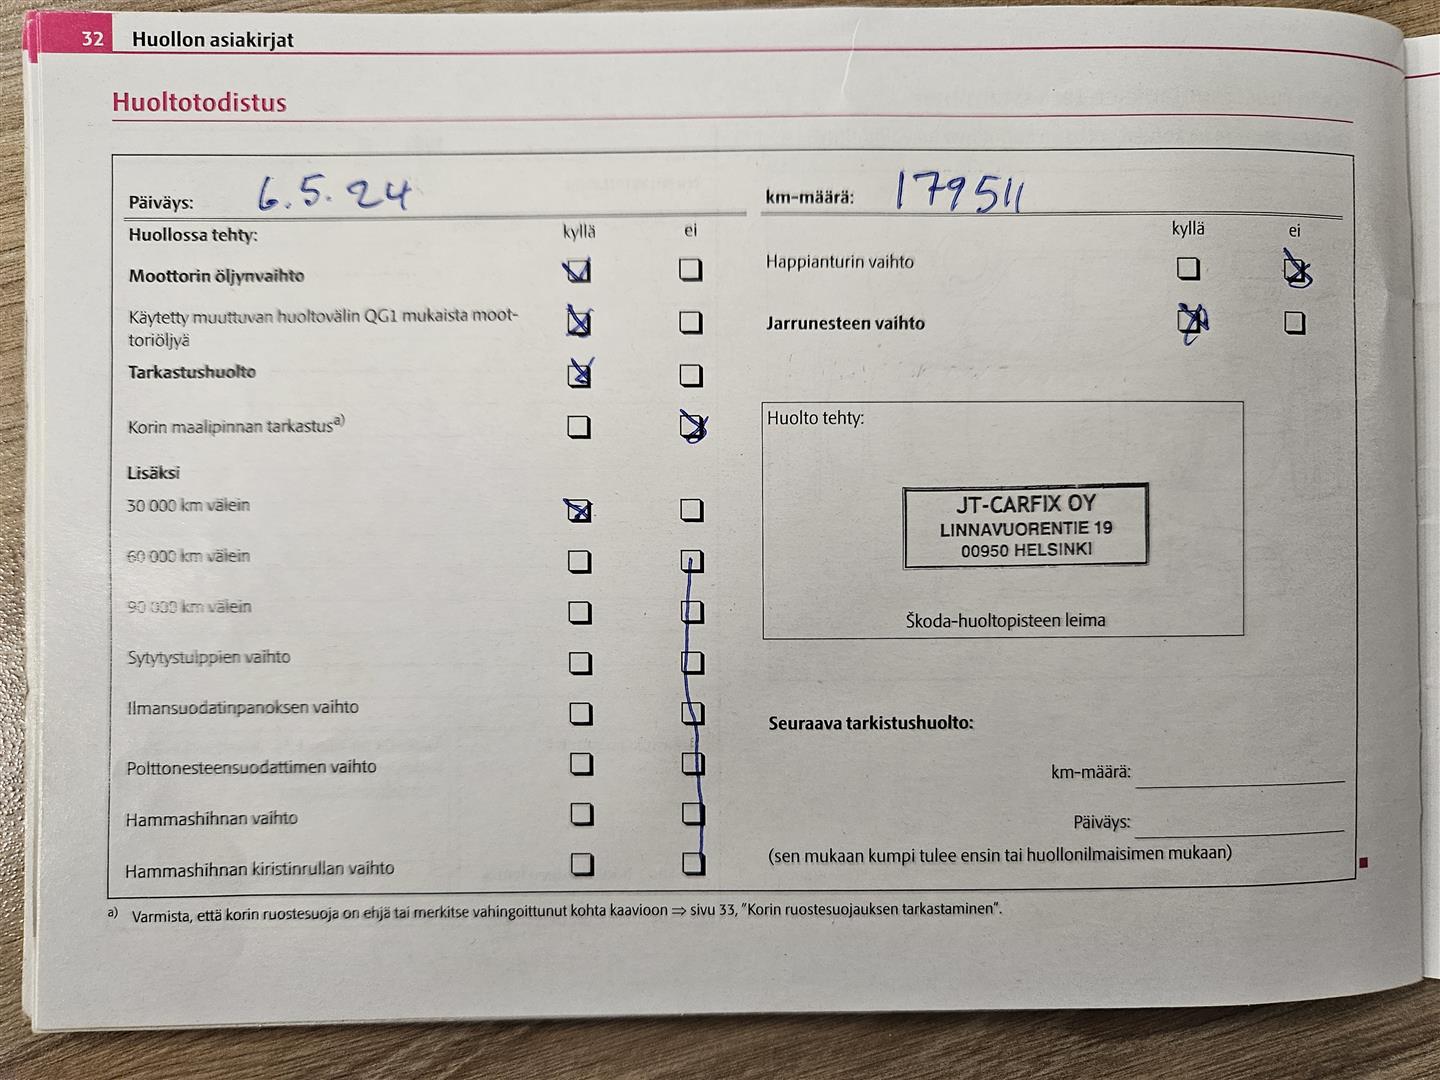 32 Huollon asiakirjat
Huoltotodistus
Päiväys: 6.5.24
Huollossa tehty: kyllä ei
Moottorin öljynvaihto
Käytetty muuttuvan huoltovälin QG1 mukaista moot-
toriöljyä
Tarkastushuolto
Korin maalipinnan tarkastus a)
Lisäksi
30 000 km välein
60 000 km välein
90 000 km välein
Sytytystulppien vaihto
Ilmansuodatinpanoksen vaihto
Polttonesteensuodattimen vaihto
Hammashihnan vaihto
Hammashihnan kiristinrullan vaihto
km-määrä: 179511
kyllä ei
Happianturin vaihto
Jarrunesteen vaihto
Huolto tehty:
JT-CARFIX OY
LINNAVUORENTIE 19
00950 HELSINKI
Škoda-huoltopisteen leima
Seuraava tarkistushuolto:
km-määrä:
Päiväys:
(sen mukaan kumpi tulee ensin tai huollonilmaisimen mukaan)
a) Varmista, että korin ruostesuoja on ehjä tai merkitse vahingoittunut kohta kaavioon ⇒ sivu 33, "Korin ruostesuojauksen tarkastaminen".